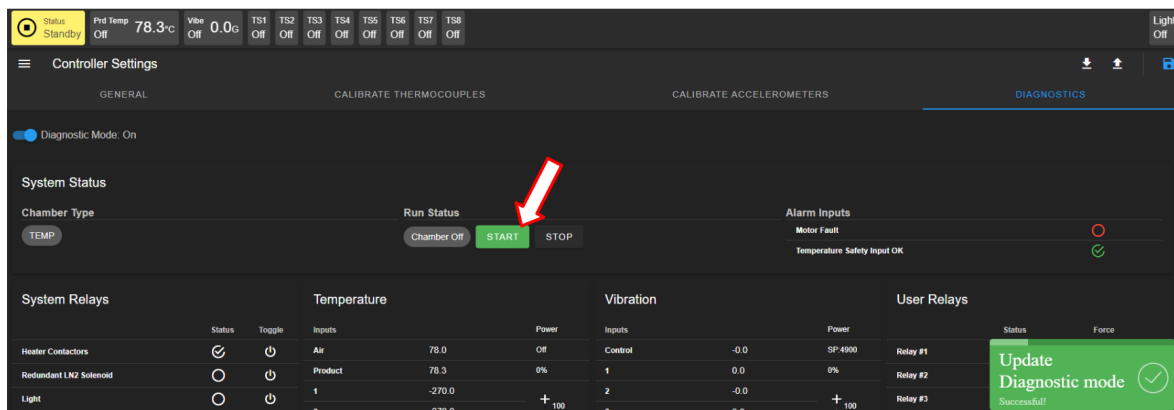 Status Prd Temp 78.3°C Vibe 0.0G TS1 TS2 TS3 TS4 TS5 TS6 TS7 TS8 Light
Standby Off Off Off Off Off Off Off Off Off Off Off
Controller Settings
GENERAL CALIBRATE THERMOCOUPLES CALIBRATE ACCELEROMETERS DIAGNOSTICS
Diagnostic Mode: On
System Status
Chamber Type Run Status Alarm Inputs
TEMP Chamber Off START STOP Motor Fault
Temperature Safety Input OK
System Relays Temperature Vibration User Relays
Status Toggle Inputs Power Inputs Power Status Force
Heater Contactors Air 78.0 Off Control -0.0 SP:4900 Relay #1
Redundant LN2 Solenoid Product 78.3 0% 1 0.0 0% Relay #2
Light 1 -270.0 +100 2 -0.0 +100 Relay #3
Update
Diagnostic mode
Successful!